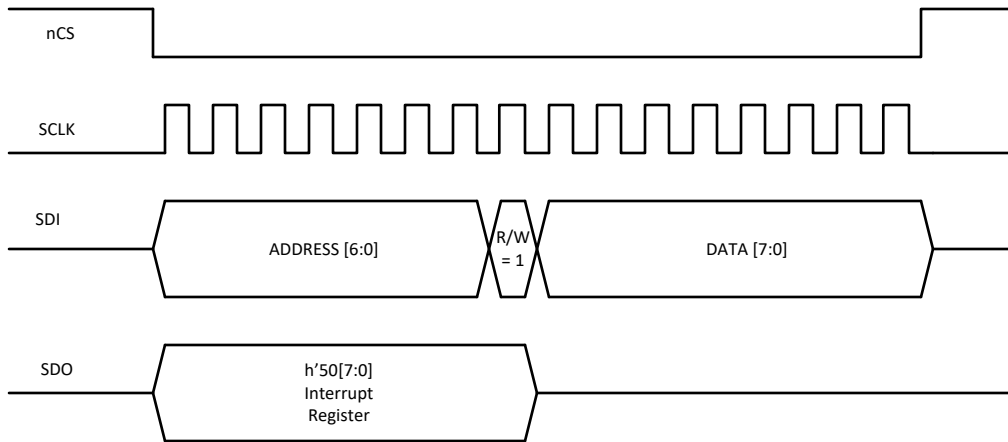 nCS
SCLK
SDI
ADDRESS [6:0]
R/W
= 1
DATA [7:0]
SDO
h’50[7:0]
Interrupt
Register